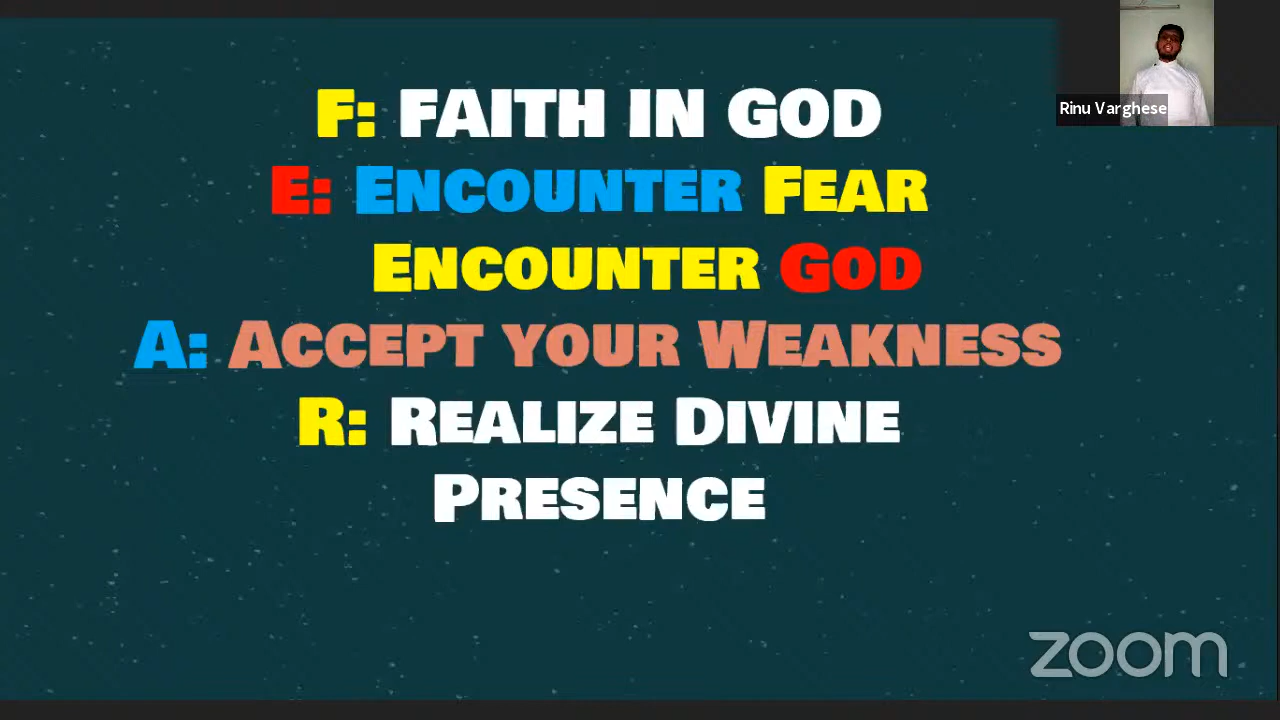 F: FAITH IN GOD
Rinu Varghese
E: ENCOUNTER FEAR
ENCOUNTER GOD
A: ACCEPT YOUR WEAKNESS
R: REALIZE DIVINE
PRESENCE
zoom